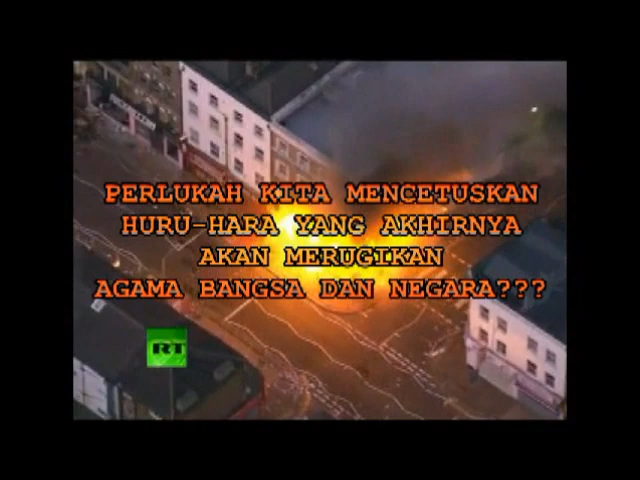 PERLUKAH KITA MENCETUSKAN
HURU-HARA YANG AKHIRNYA
AKAN MERUGIKAN
AGAMA BANGSA DAN NEGARA???
RT